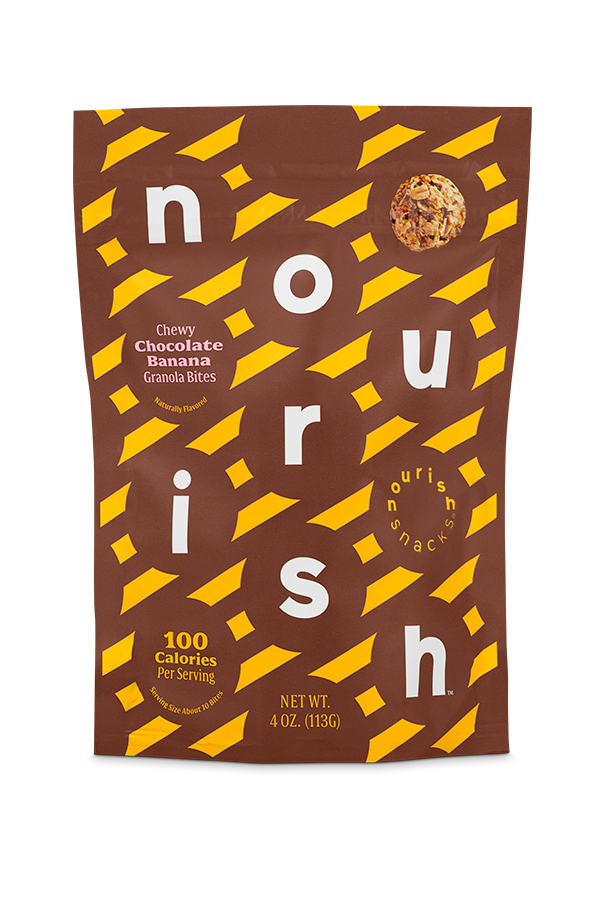 nourish™
Chewy
Chocolate
Banana
Granola Bites
Naturally Flavored
nourish
snacks®
100
Calories
Per Serving
Serving Size About 10 Bites
NET WT.
4 OZ. (113G)